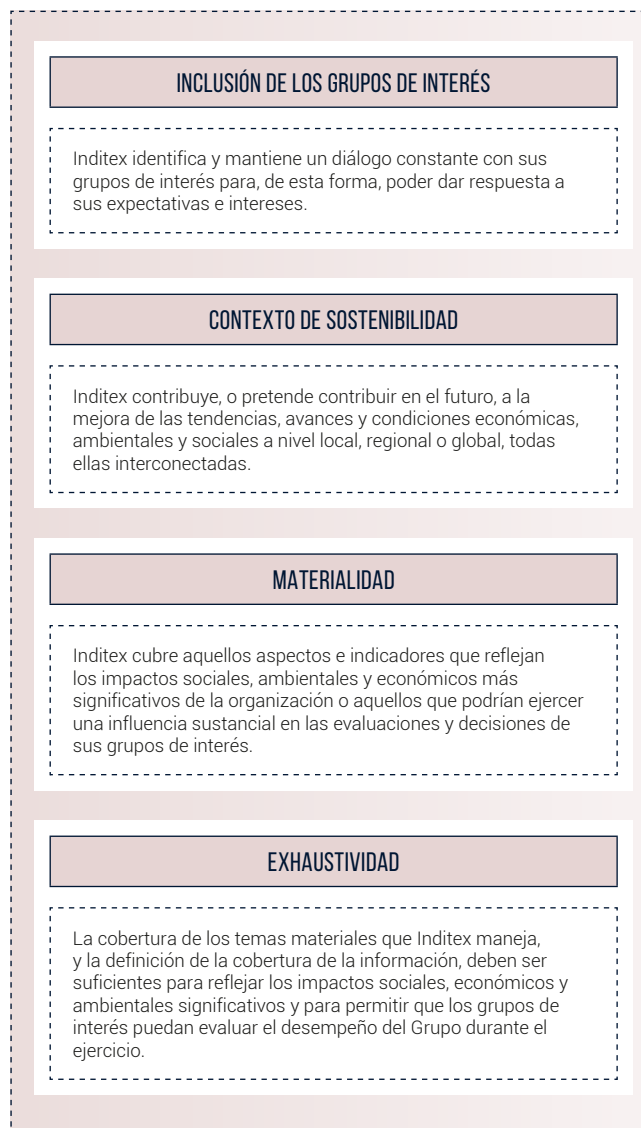 INCLUSIÓN DE LOS GRUPOS DE INTERÉS
Inditex identifica y mantiene un diálogo constante con sus
grupos de interés para, de esta forma, poder dar respuesta a
sus expectativas e intereses.
CONTEXTO DE SOSTENIBILIDAD
Inditex contribuye, o pretende contribuir en el futuro, a la
mejora de las tendencias, avances y condiciones económicas,
ambientales y sociales a nivel local, regional o global, todas
ellas interconectadas.
MATERIALIDAD
Inditex cubre aquellos aspectos e indicadores que reflejan
los impactos sociales, ambientales y económicos más
significativos de la organización o aquellos que podrían ejercer
una influencia sustancial en las evaluaciones y decisiones de
sus grupos de interés.
EXHAUSTIVIDAD
La cobertura de los temas materiales que Inditex maneja,
y la definición de la cobertura de la información, deben ser
suficientes para reflejar los impactos sociales, económicos y
ambientales significativos y para permitir que los grupos de
interés puedan evaluar el desempeño del Grupo durante el
ejercicio.